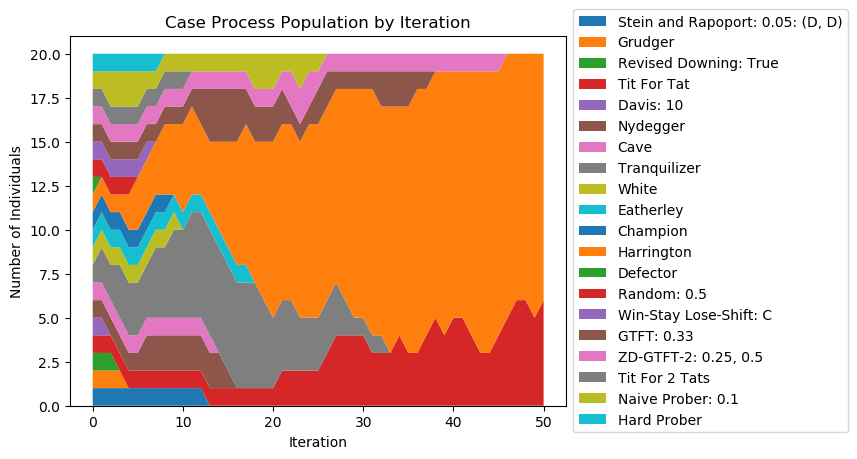 Case Process Population by Iteration
Number of Individuals
20.0
17.5
15.0
12.5
10.0
7.5
5.0
2.5
0.0
0
10
20
30
40
50
Iteration
Stein and Rapoport: 0.05: (D, D)
Grudger
Revised Downing: True
Tit For Tat
Davis: 10
Nydegger
Cave
Tranquilizer
White
Eatherley
Champion
Harrington
Defector
Random: 0.5
Win-Stay Lose-Shift: C
GTFT: 0.33
ZD-GTFT-2: 0.25, 0.5
Tit For 2 Tats
Naive Prober: 0.1
Hard Prober